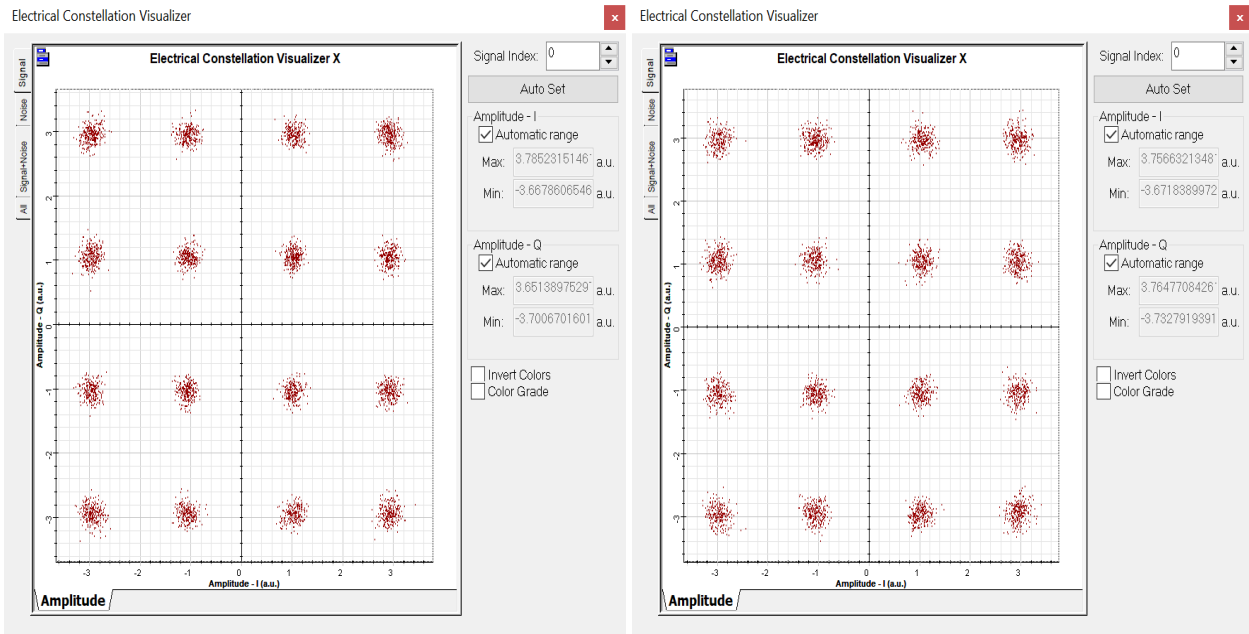 Electrical Constellation Visualizer
x
Electrical Constellation Visualizer X
Signal
Noise
Signal+Noise
All
Amplitude - Q (a.u.)
3
2
1
0
-1
-2
-3
-3
-2
-1
0
1
2
3
Amplitude - I (a.u.)
Amplitude
Signal Index:
0
Auto Set
Amplitude - I
Automatic range
Max:
3.7852315146
a.u.
Min:
-3.6678606546
a.u.
Amplitude - Q
Automatic range
Max:
3.6513897529
a.u.
Min:
-3.7006701601
a.u.
Invert Colors
Color Grade
Electrical Constellation Visualizer
x
Electrical Constellation Visualizer X
Signal
Noise
Signal+Noise
All
Amplitude - Q (a.u.)
3
2
1
0
-1
-2
-3
-3
-2
-1
0
1
2
3
Amplitude - I (a.u.)
Amplitude
Signal Index:
0
Auto Set
Amplitude - I
Automatic range
Max:
3.7566321348
a.u.
Min:
-3.6718389972
a.u.
Amplitude - Q
Automatic range
Max:
3.7647708426
a.u.
Min:
-3.7327919391
a.u.
Invert Colors
Color Grade